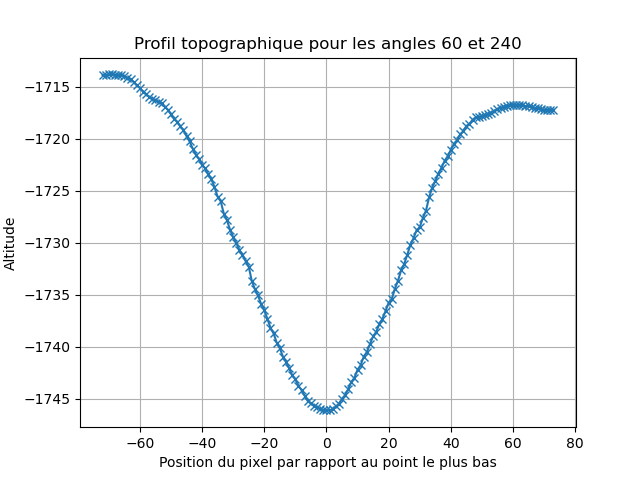 Profil topographique pour les angles 60 et 240
Altitude
−1715
−1720
−1725
−1730
−1735
−1740
−1745
−60 −40 −20 0 20 40 60 80
Position du pixel par rapport au point le plus bas